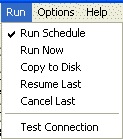 Run Options Help
Run Schedule
Run Now
Copy to Disk
Resume Last
Cancel Last
Test Connection